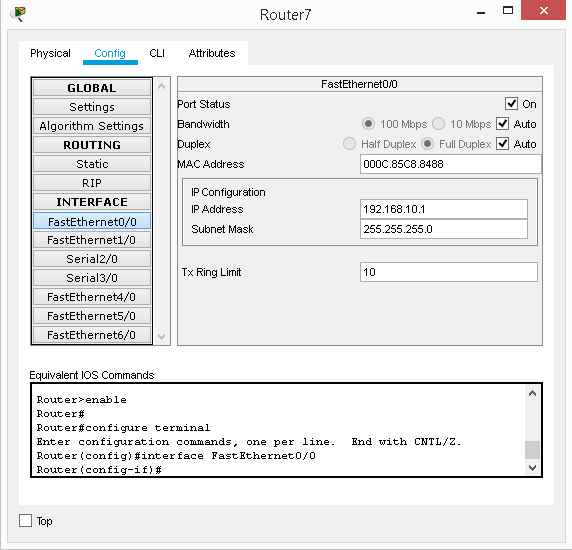 Router7
Physical Config CLI Attributes
GLOBAL
Settings
Algorithm Settings
ROUTING
Static
RIP
INTERFACE
FastEthernet0/0
FastEthernet1/0
Serial2/0
Serial3/0
FastEthernet4/0
FastEthernet5/0
FastEthernet6/0
FastEthernet0/0
Port Status On
Bandwidth 100 Mbps 10 Mbps Auto
Duplex Half Duplex Full Duplex Auto
MAC Address 000C.85C8.8488
IP Configuration
IP Address 192.168.10.1
Subnet Mask 255.255.255.0
Tx Ring Limit 10
Equivalent IOS Commands
Router>enable
Router#
Router#configure terminal
Enter configuration commands, one per line.  End with CNTL/Z.
Router(config)#interface FastEthernet0/0
Router(config-if)#
Top